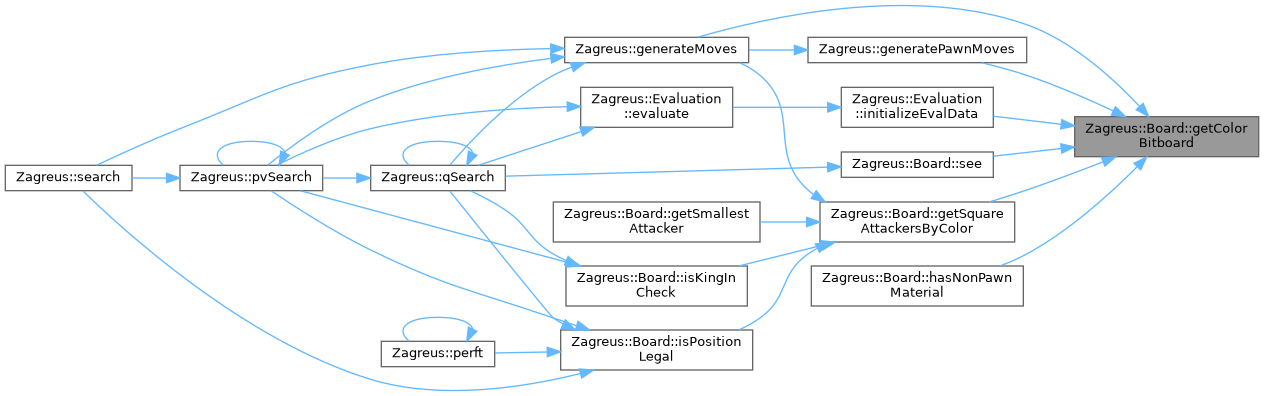 Zagreus::generateMoves
Zagreus::generatePawnMoves
Zagreus::Evaluation
::evaluate
Zagreus::Evaluation
::initializeEvalData
Zagreus::Board::getColor
Bitboard
Zagreus::search
Zagreus::pvSearch
Zagreus::qSearch
Zagreus::Board::see
Zagreus::Board::getSmallest
Attacker
Zagreus::Board::getSquare
AttackersByColor
Zagreus::Board::isKingIn
Check
Zagreus::Board::hasNonPawn
Material
Zagreus::perft
Zagreus::Board::isPosition
Legal